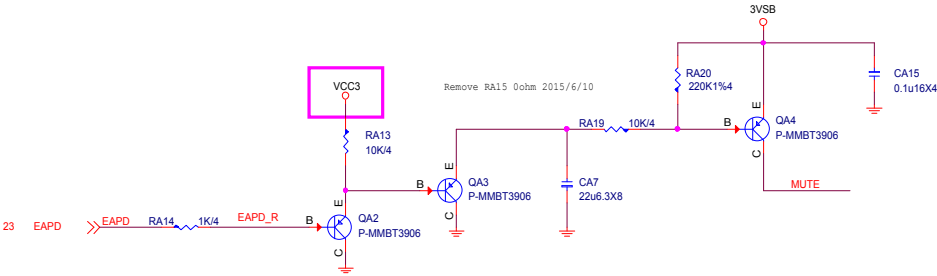 3VSB
VCC3
Remove RA15 0ohm 2015/6/10
RA20
220K1%4
CA15
0.1u16X4
RA13
10K/4
RA19
10K/4
E
B
QA4
P-MMBT3906
C
E
B
QA3
P-MMBT3906
C
CA7
22u6.3X8
MUTE
23
EAPD
EAPD
RA14
1K/4
EAPD_R
E
B
QA2
P-MMBT3906
C